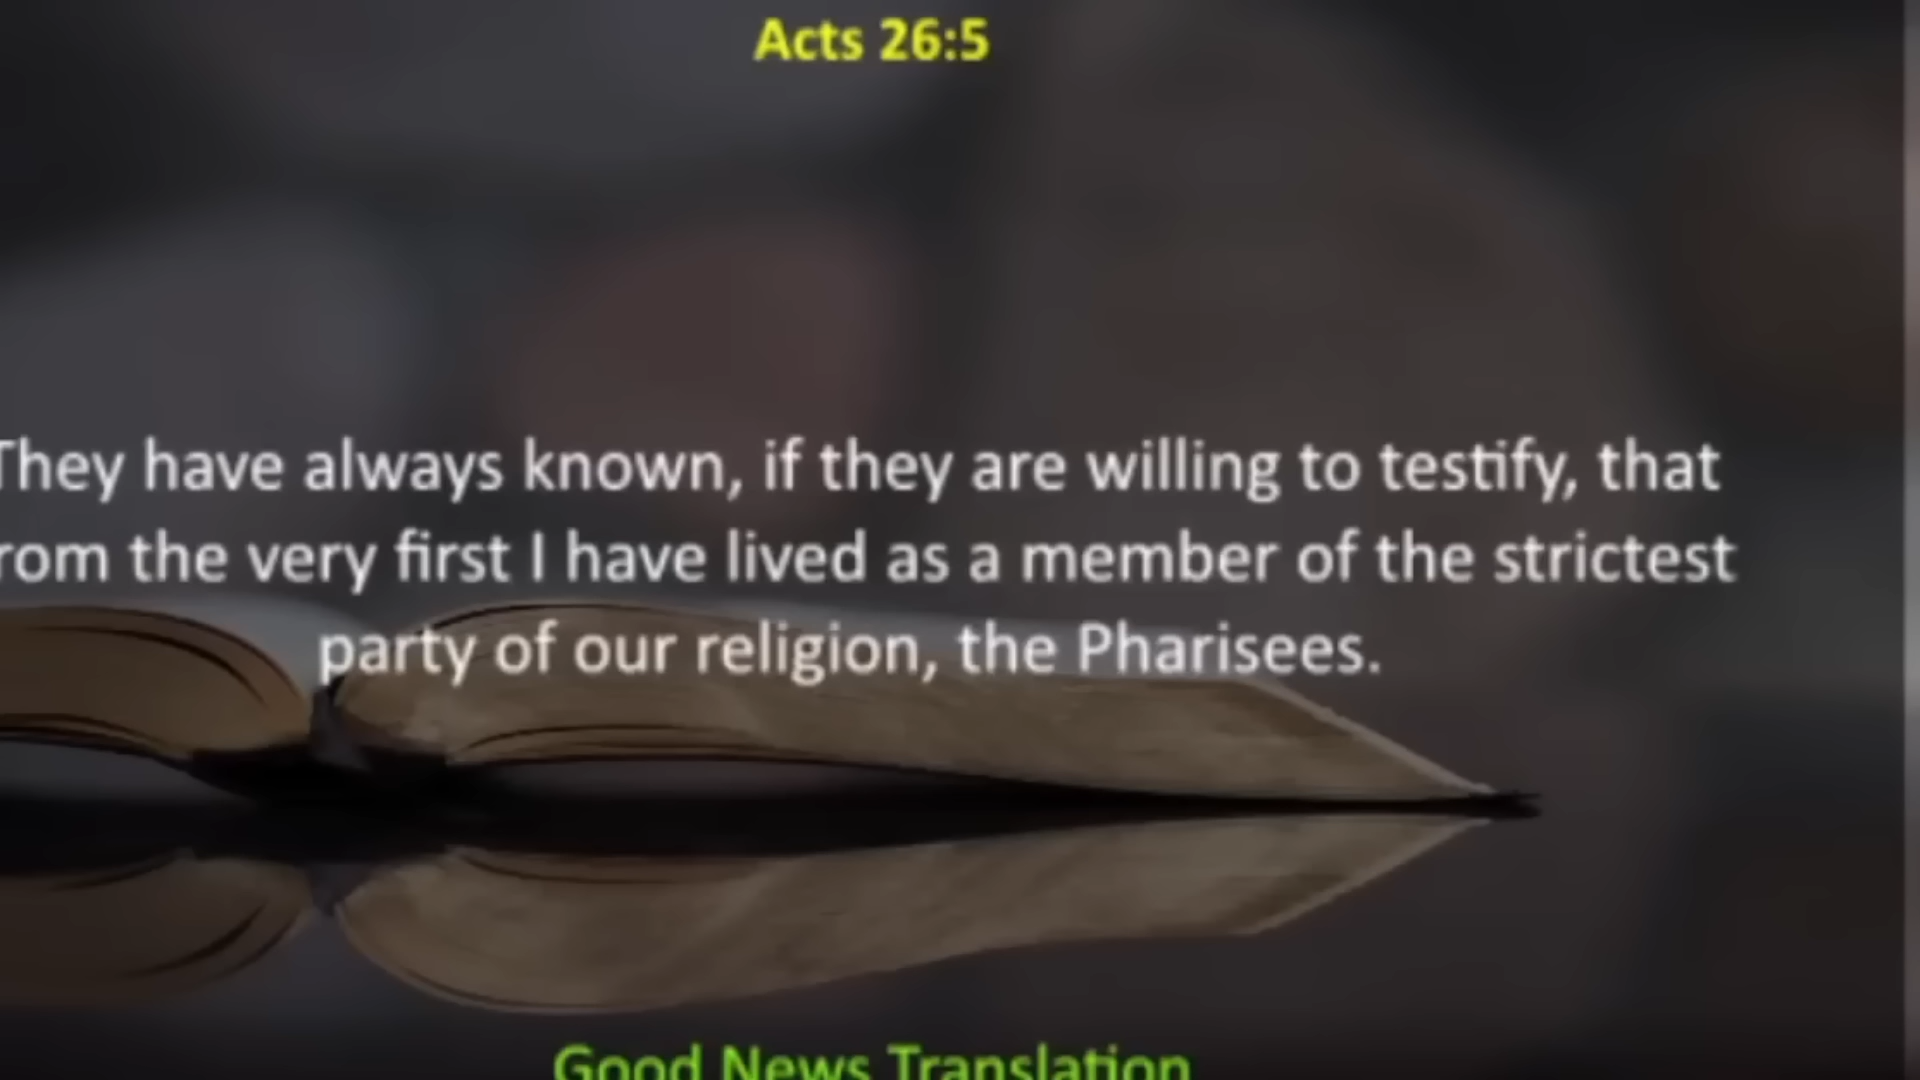 Acts 26:5
They have always known, if they are willing to testify, that
rom the very first I have lived as a member of the strictest
party of our religion, the Pharisees.
Good News Translation